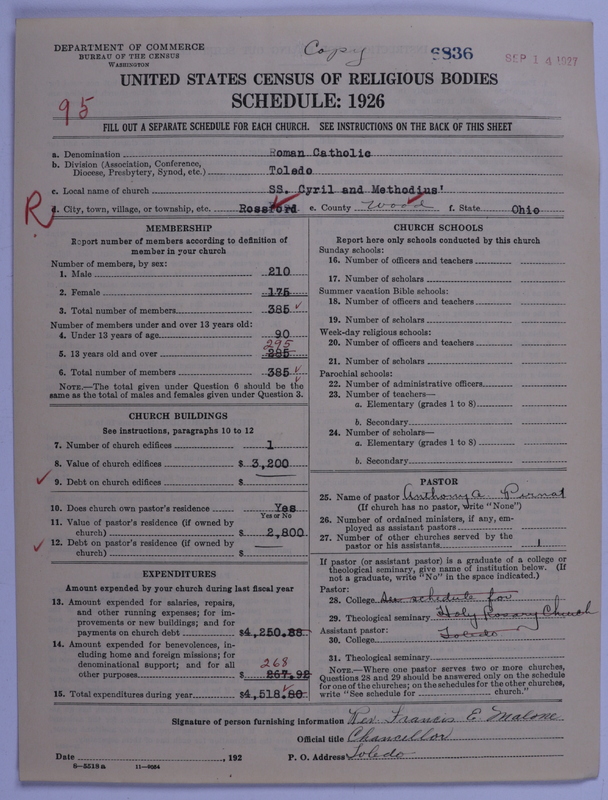 DEPARTMENT OF COMMERCE
BUREAU OF THE CENSUS
WASHINGTON
Copy
9836
SEP 14 1927
UNITED STATES CENSUS OF RELIGIOUS BODIES
SCHEDULE: 1926
95
FILL OUT A SEPARATE SCHEDULE FOR EACH CHURCH. SEE INSTRUCTIONS ON THE BACK OF THIS SHEET
a. Denomination Roman Catholic
b. Division (Association, Conference, Diocese, Presbytery, Synod, etc.) Toledo
c. Local name of church SS. Cyril and Methodius'
R
d. City, town, village, or township, etc. Rossford e. County Wood f. State Ohio
MEMBERSHIP
Report number of members according to definition of
member in your church
Number of members, by sex:
1. Male 210
2. Female 175
3. Total number of members 385
Number of members under and over 13 years old:
4. Under 13 years of age 90
295
5. 13 years old and over 285
6. Total number of members 385
NOTE.—The total given under Question 6 should be the
same as the total of males and females given under Question 3.
CHURCH BUILDINGS
See instructions, paragraphs 10 to 12
7. Number of church edifices 1
8. Value of church edifices $ 3,200
9. Debt on church edifices $
10. Does church own pastor's residence Yes
Yes or No
11. Value of pastor's residence (if owned by
church) $ 2,800
12. Debt on pastor's residence (if owned by
church) $
EXPENDITURES
Amount expended by your church during last fiscal year
13. Amount expended for salaries, repairs,
and other running expenses; for im-
provements or new buildings; and for
payments on church debt $4,250.88
14. Amount expended for benevolences, in-
cluding home and foreign missions; for
denominational support; and for all
268
other purposes $ 267.92
15. Total expenditures during year $4,518.80
CHURCH SCHOOLS
Report here only schools conducted by this church
Sunday schools:
16. Number of officers and teachers
17. Number of scholars
Summer vacation Bible schools:
18. Number of officers and teachers
19. Number of scholars
Week-day religious schools:
20. Number of officers and teachers
21. Number of scholars
Parochial schools:
22. Number of administrative officers
23. Number of teachers—
a. Elementary (grades 1 to 8)
b. Secondary
24. Number of scholars—
a. Elementary (grades 1 to 8)
b. Secondary
PASTOR
25. Name of pastor Anthony A. Pirnat
(If church has no pastor, write "None")
26. Number of ordained ministers, if any, em-
ployed as assistant pastors
27. Number of other churches served by the
pastor or his assistants 1
If pastor (or assistant pastor) is a graduate of a college or
theological seminary, give name of institution below. (If
not a graduate, write "No" in the space indicated.)
Pastor:
28. College See schedule for
29. Theological seminary Holy Rosary Church
Assistant pastor: Toledo
30. College
31. Theological seminary
NOTE.—Where one pastor serves two or more churches,
Questions 28 and 29 should be answered only on the schedule
for one of the churches; on the schedules for the other churches,
write "See schedule for church."
Signature of person furnishing information Rev. Francis E. Malone
Official title Chancellor
Date , 192 P. O. Address Toledo
8—5518a 11—9064